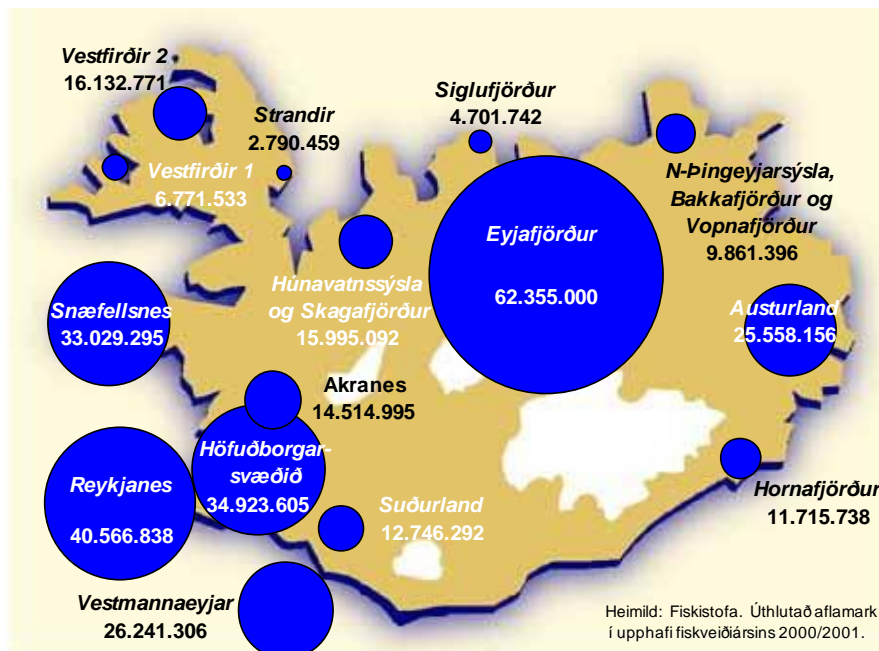 Vestfirðir 2
16.132.771
Strandir
2.790.459
Siglufjörður
4.701.742
Vestfirðir 1
6.771.533
N-Þingeyjarsýsla,
Bakkafjörður og
Vopnafjörður
9.861.396
Eyjafjörður
62.355.000
Húnavatnssýsla
og Skagafjörður
15.995.092
Snæfellsnes
33.029.295
Austurland
25.558.156
Akranes
14.514.995
Höfuðborgar-
svæðið
34.923.605
Reykjanes
40.566.838
Suðurland
12.746.292
Hornafjörður
11.715.738
Vestmannaeyjar
26.241.306
Heimild: Fiskistofa. Úthlutað aflamark
í upphafi fiskveiðiársins 2000/2001.